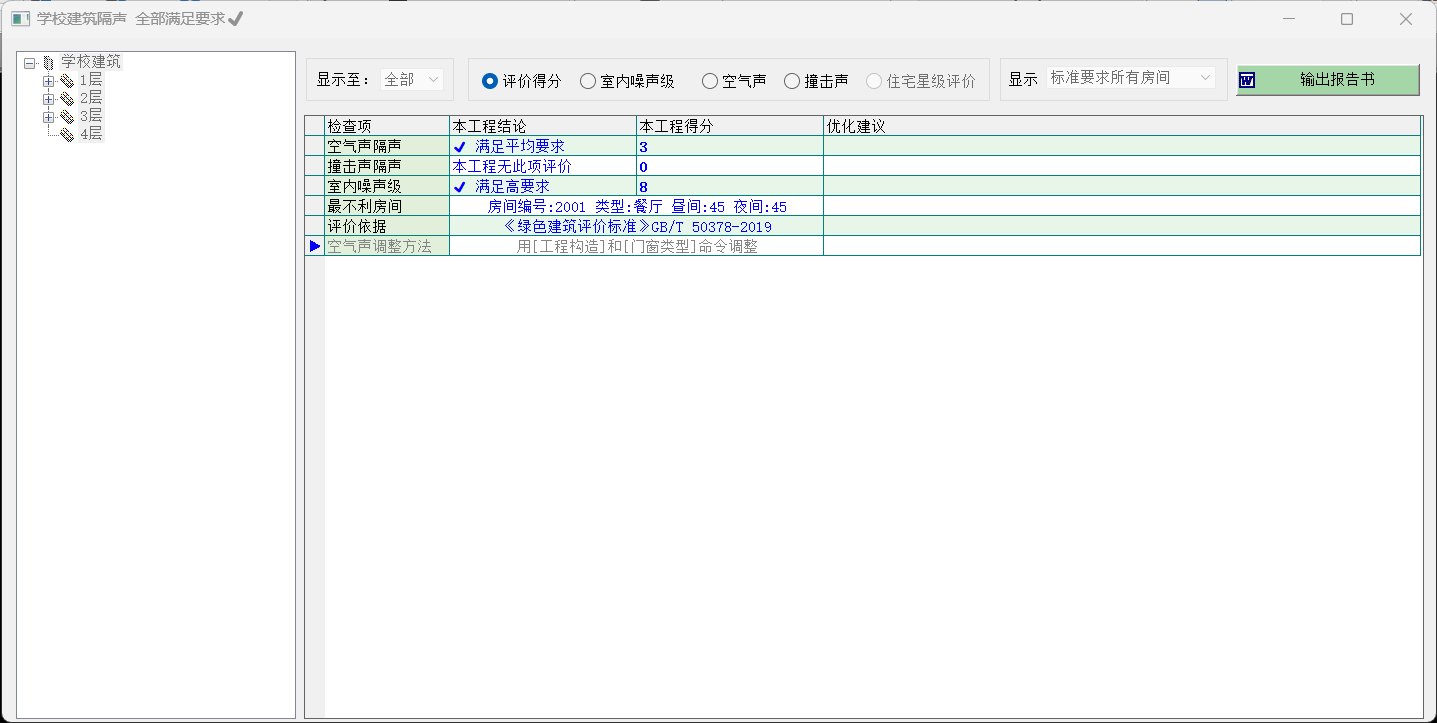 学校建筑隔声 全部满足要求✔
学校建筑
1层
2层
3层
4层
显示至： 全部
评价得分 室内噪声级 空气声 撞击声 住宅星级评价
显示 标准要求所有房间
输出报告书
检查项 本工程结论 本工程得分 优化建议
空气声隔声 ✔ 满足平均要求 3
撞击声隔声 本工程无此项评价 0
室内噪声级 ✔ 满足高要求 8
最不利房间 房间编号:2001 类型:餐厅 昼间:45 夜间:45
评价依据 《绿色建筑评价标准》GB/T 50378-2019
空气声调整方法 用[工程构造]和[门窗类型]命令调整